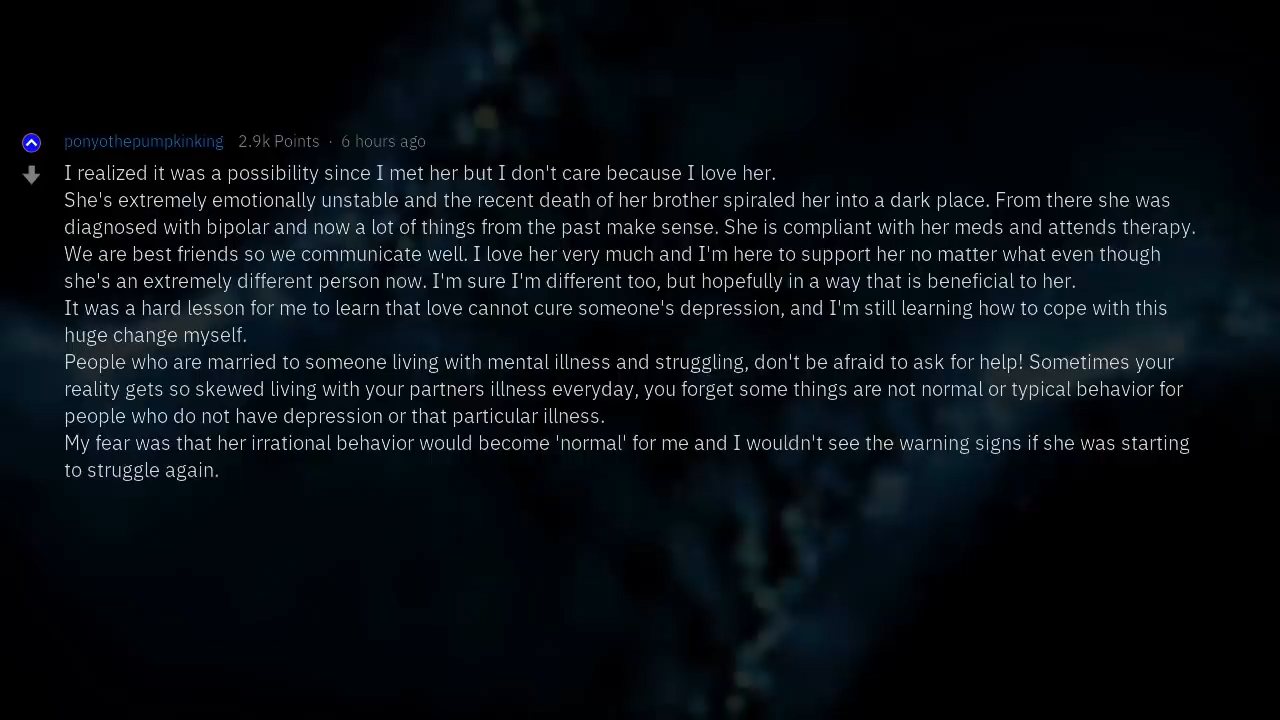 ponyothepumpkinking 2.9k Points · 6 hours ago
I realized it was a possibility since I met her but I don't care because I love her.
She's extremely emotionally unstable and the recent death of her brother spiraled her into a dark place. From there she was
diagnosed with bipolar and now a lot of things from the past make sense. She is compliant with her meds and attends therapy.
We are best friends so we communicate well. I love her very much and I'm here to support her no matter what even though
she's an extremely different person now. I'm sure I'm different too, but hopefully in a way that is beneficial to her.
It was a hard lesson for me to learn that love cannot cure someone's depression, and I'm still learning how to cope with this
huge change myself.
People who are married to someone living with mental illness and struggling, don't be afraid to ask for help! Sometimes your
reality gets so skewed living with your partners illness everyday, you forget some things are not normal or typical behavior for
people who do not have depression or that particular illness.
My fear was that her irrational behavior would become 'normal' for me and I wouldn't see the warning signs if she was starting
to struggle again.